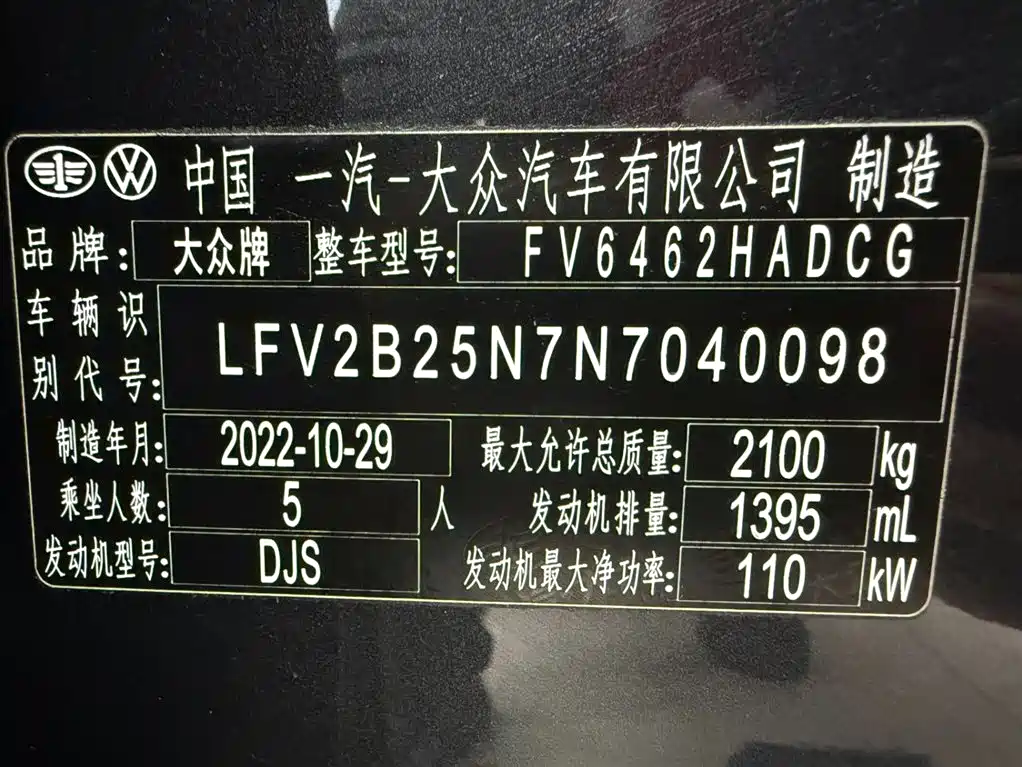 中国 一汽-大众汽车有限公司 制造
品牌: 大众牌 整车型号: FV6462HADCG
车辆识别代号: LFV2B25N7N7040098
制造年月: 2022-10-29 最大允许总质量: 2100 kg
乘坐人数: 5 人 发动机排量: 1395 mL
发动机型号: DJS 发动机最大净功率: 110 kW